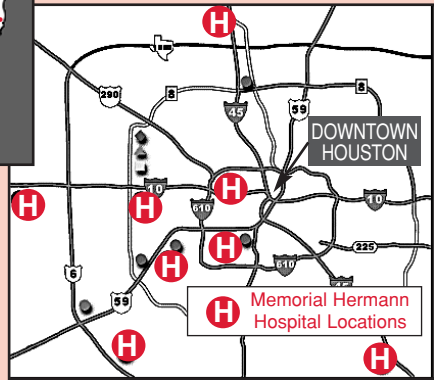 H
290
8
45
59
8
DOWNTOWN
HOUSTON
H
H
10
H
610
10
225
H
H
610
6
59
45
H
Memorial Hermann
Hospital Locations
H
H